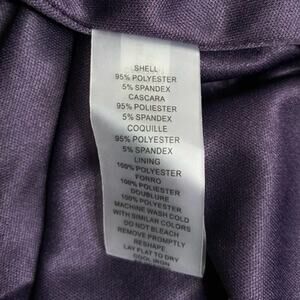 SHELL
95% POLYESTER
5% SPANDEX
CASCARA
95% POLIESTER
5% SPANDEX
COQUILLE
95% POLYESTER
5% SPANDEX
LINING
100% POLYESTER
FORRO
100% POLIESTER
DOUBLURE
100% POLYESTER
MACHINE WASH COLD
WITH SIMILAR COLORS
DO NOT BLEACH
REMOVE PROMPTLY
RESHAPE
LAY FLAT TO DRY
COOL IRON